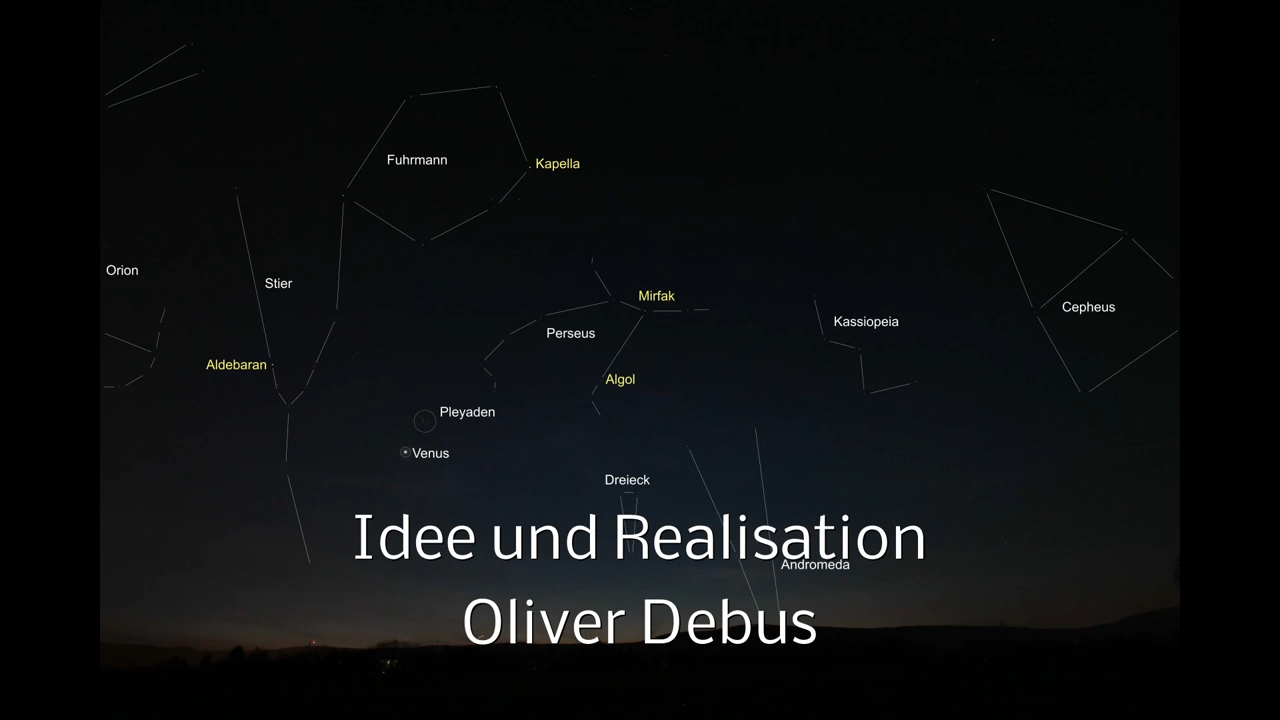 Fuhrmann
Kapella
Orion
Stier
Mirfak
Perseus
Kassiopeia
Cepheus
Aldebaran
Algol
Pleyaden
Venus
Dreieck
Idee und Realisation
Andromeda
Oliver Debus